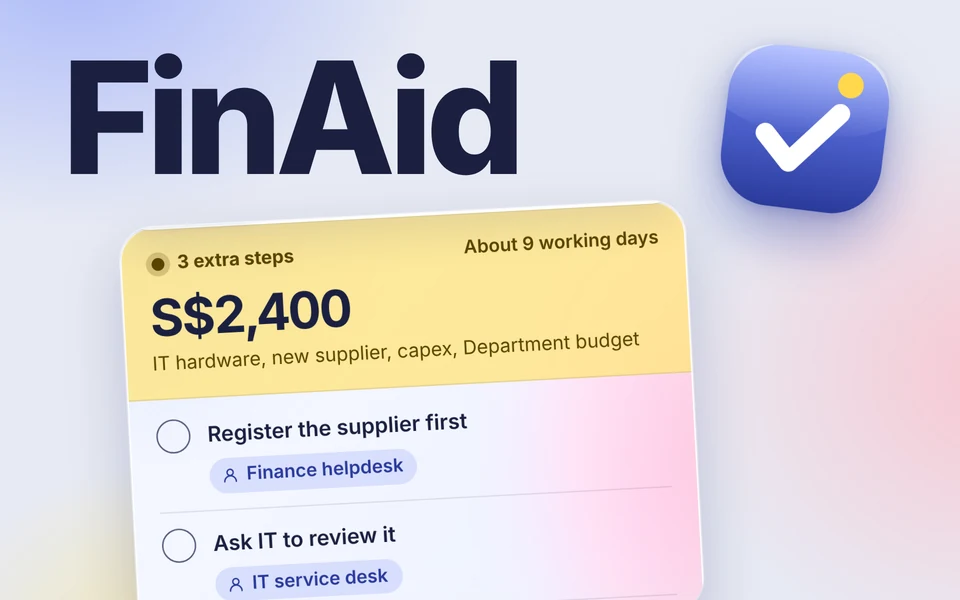 FinAid
3 extra steps
About 9 working days
S$2,400
IT hardware, new supplier, capex, Department budget
Register the supplier first
Finance helpdesk
Ask IT to review it
IT service desk